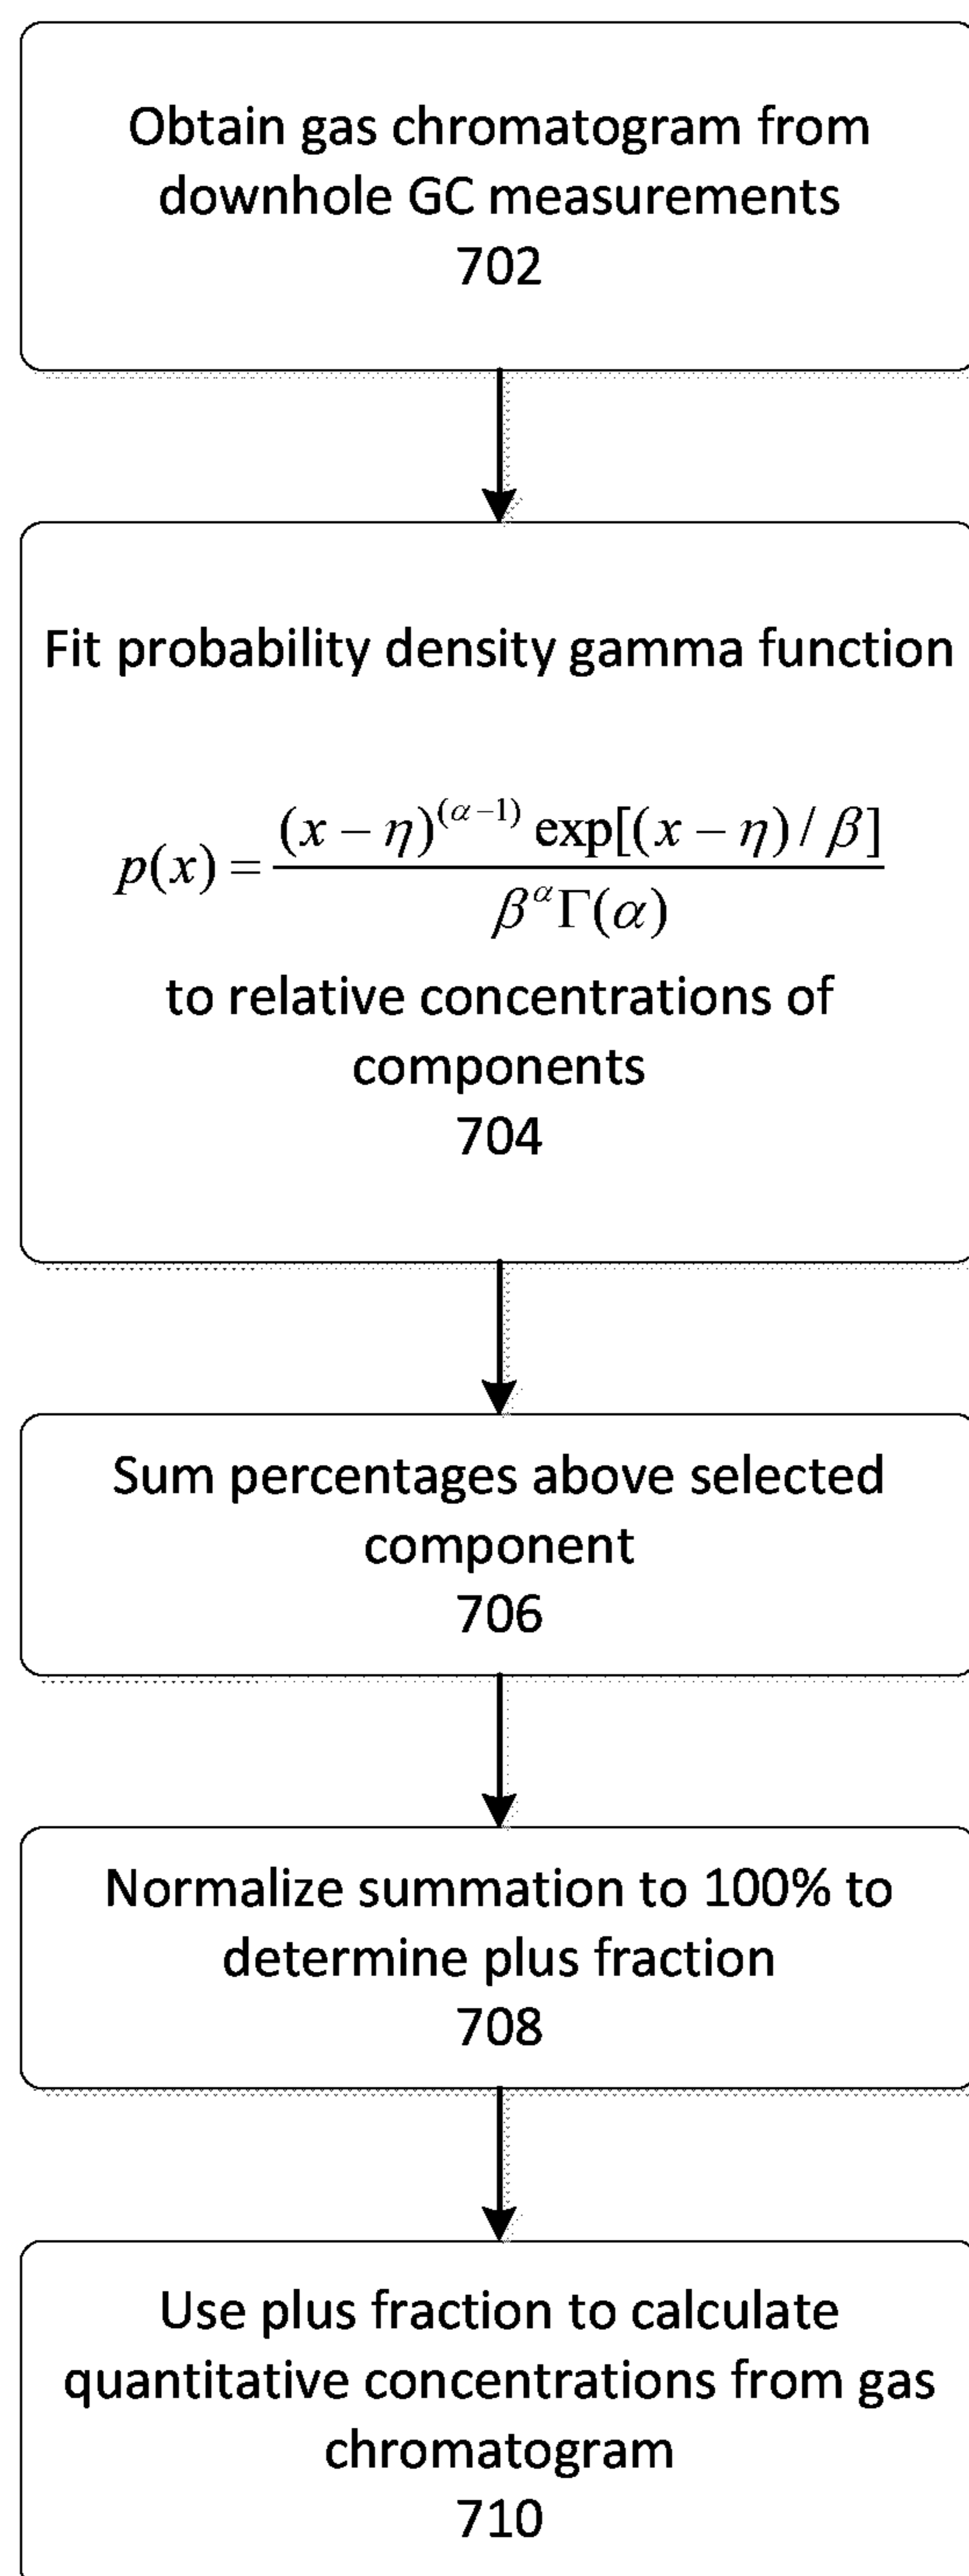 Obtain gas chromatogram from
downhole GC measurements
702
Fit probability density gamma function
p(x) = (x − η)^(α−1) exp[(x − η) / β] / β^α Γ(α)
to relative concentrations of
components
704
Sum percentages above selected
component
706
Normalize summation to 100% to
determine plus fraction
708
Use plus fraction to calculate
quantitative concentrations from gas
chromatogram
710